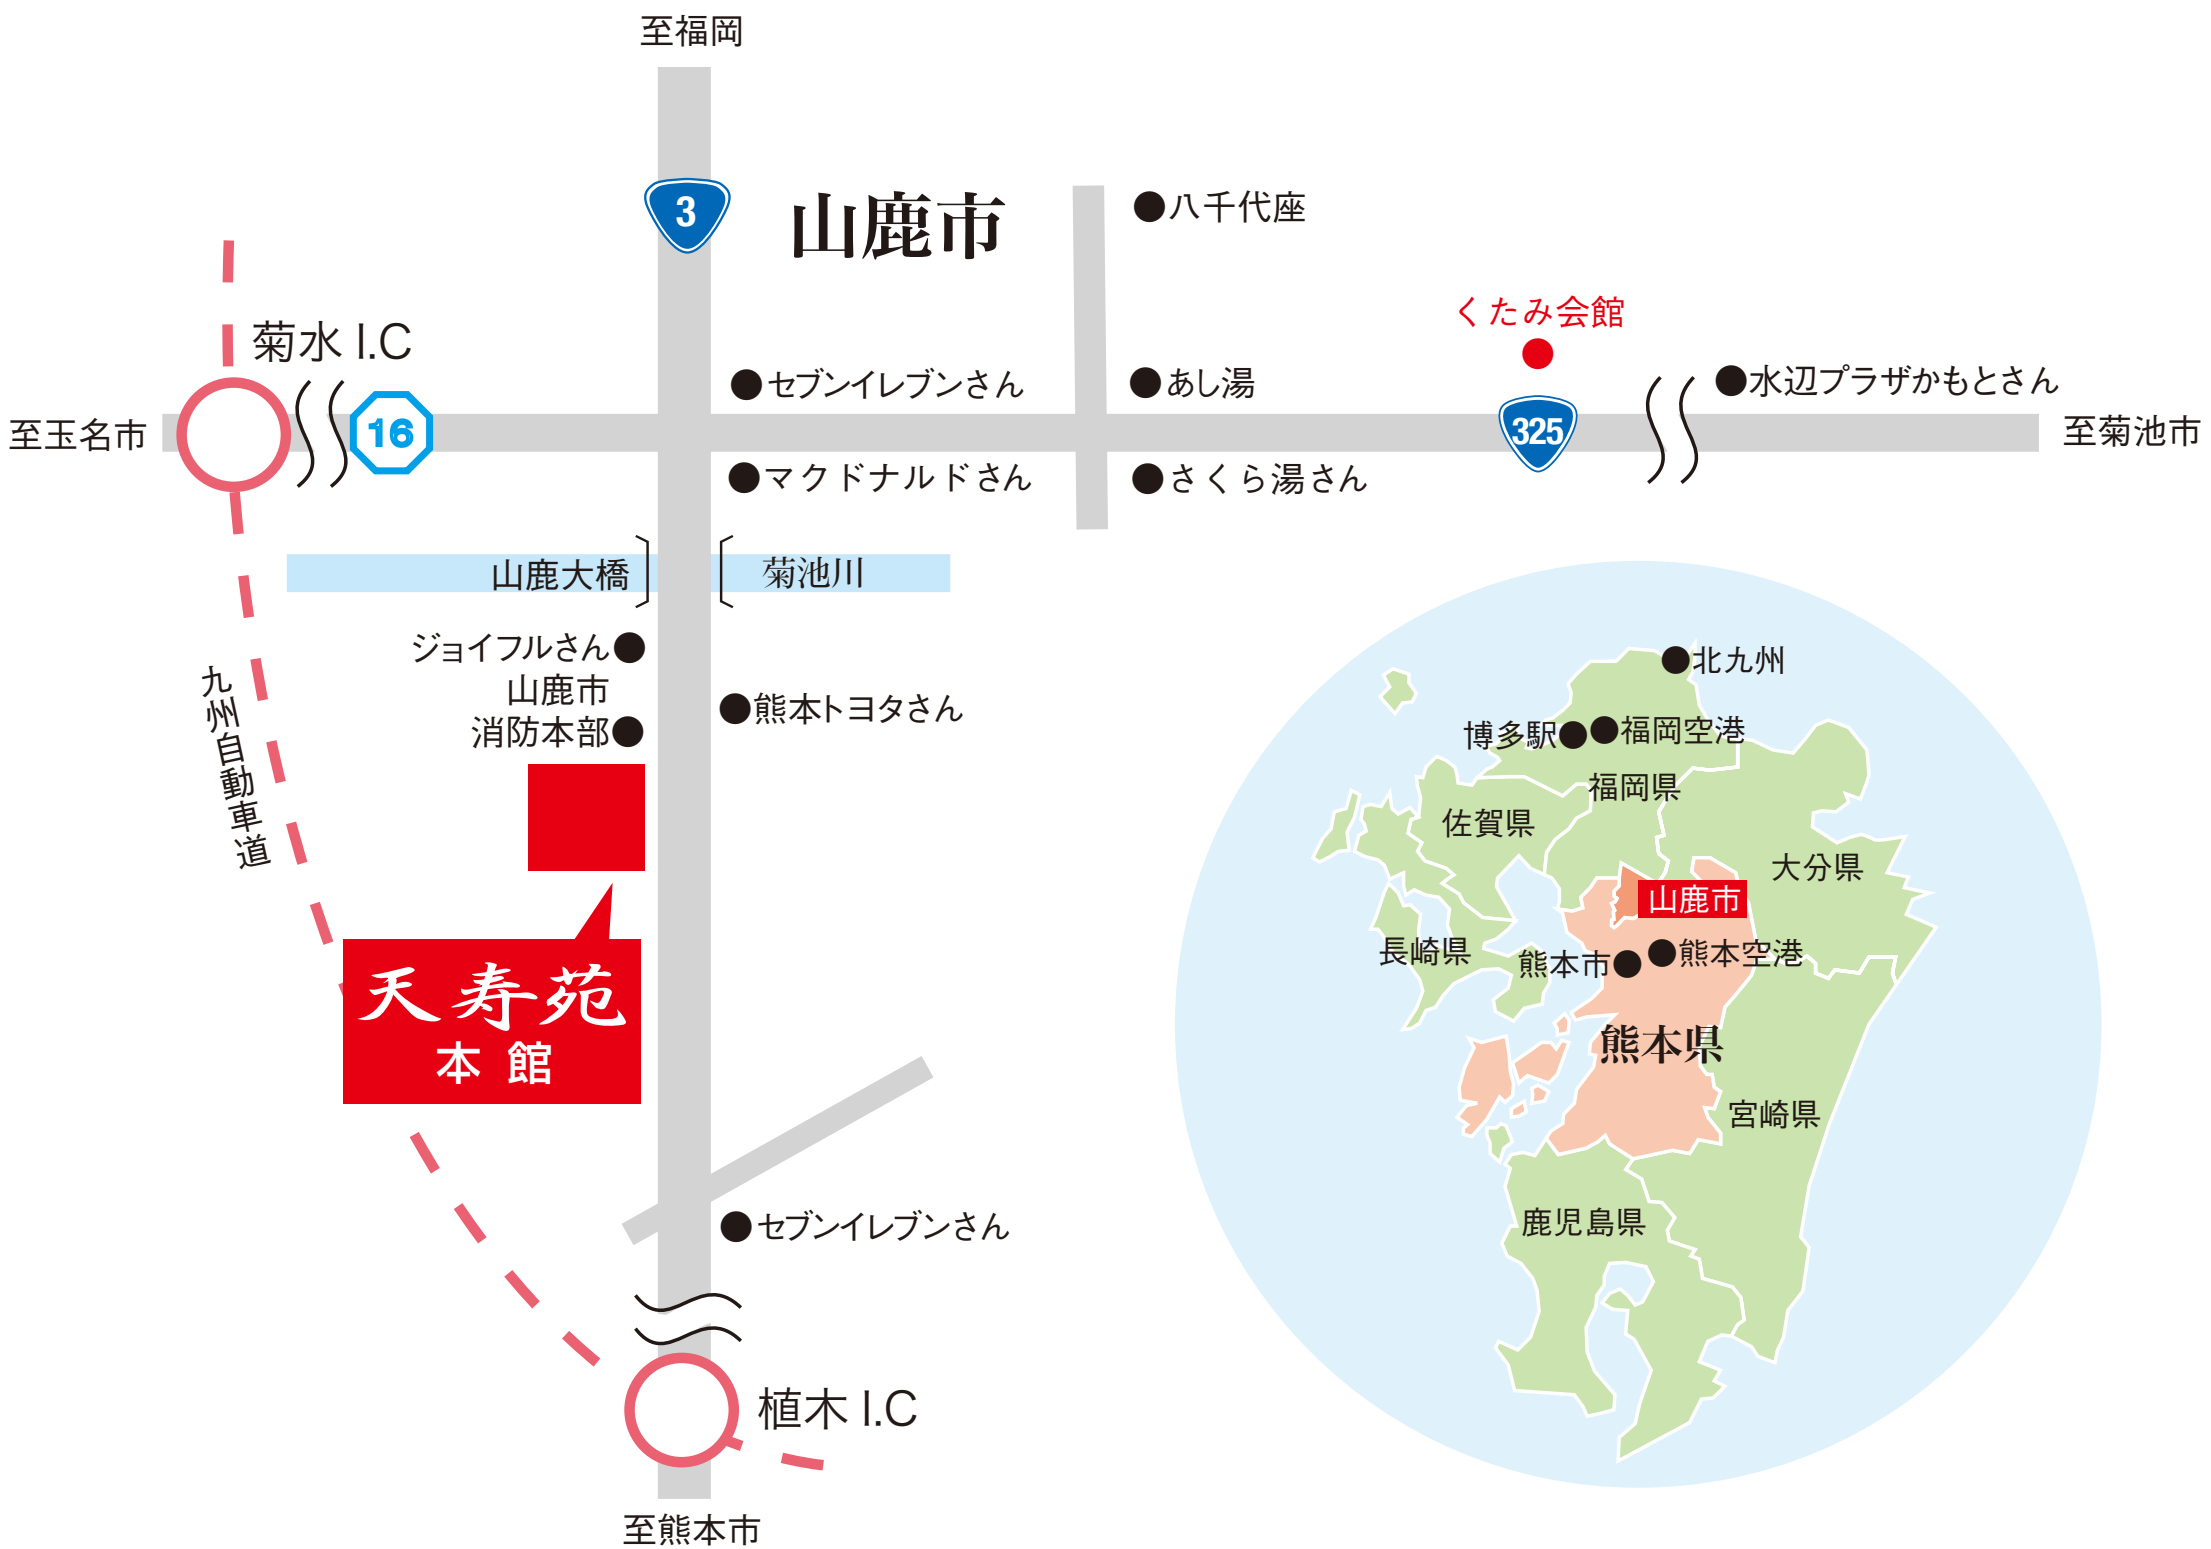 至福岡
3
山鹿市
八千代座
菊水 I.C
くたみ会館
セブンイレブンさん
あし湯
水辺プラザかもとさん
至玉名市
16
325
至菊池市
マクドナルドさん
さくら湯さん
山鹿大橋
菊池川
ジョイフルさん
山鹿市
消防本部
熊本トヨタさん
九州自動車道
天寿苑
本館
セブンイレブンさん
植木 I.C
至熊本市
北九州
博多駅
福岡空港
福岡県
佐賀県
大分県
山鹿市
長崎県
熊本市
熊本空港
熊本県
宮崎県
鹿児島県